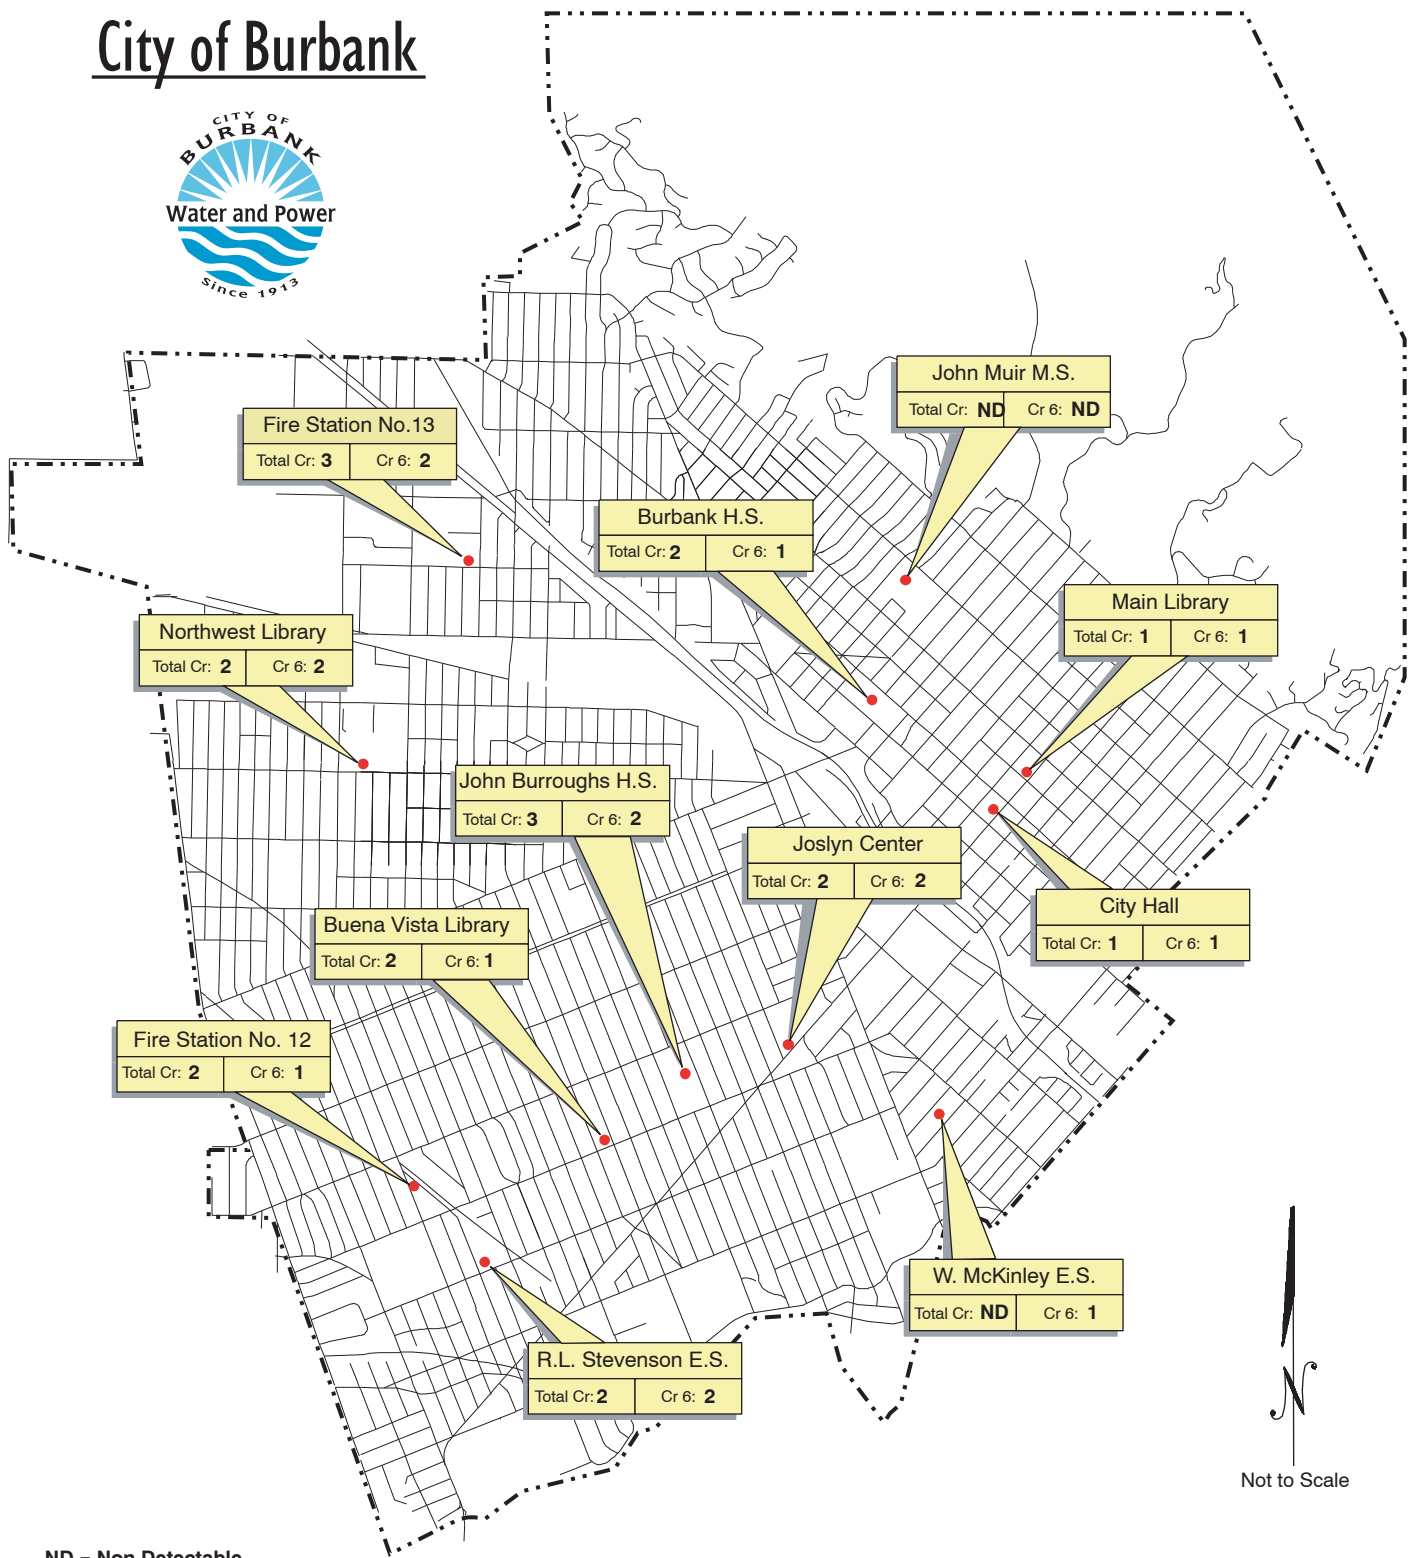 City of Burbank
CITY OF
BURBANK
Water and Power
Since 1913
John Muir M.S.
Total Cr: ND Cr 6: ND
Fire Station No.13
Total Cr: 3 Cr 6: 2
Burbank H.S.
Total Cr: 2 Cr 6: 1
Main Library
Total Cr: 1 Cr 6: 1
Northwest Library
Total Cr: 2 Cr 6: 2
John Burroughs H.S.
Total Cr: 3 Cr 6: 2
Joslyn Center
Total Cr: 2 Cr 6: 2
City Hall
Total Cr: 1 Cr 6: 1
Buena Vista Library
Total Cr: 2 Cr 6: 1
Fire Station No. 12
Total Cr: 2 Cr 6: 1
W. McKinley E.S.
Total Cr: ND Cr 6: 1
R.L. Stevenson E.S.
Total Cr: 2 Cr 6: 2
N
Not to Scale
ND = Non Detectable